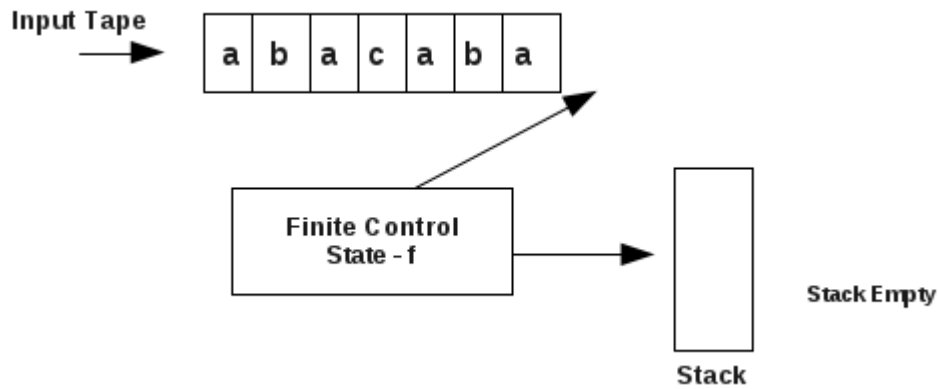 Input Tape
a b a c a b a
Finite Control
State - f
Stack Empty
Stack